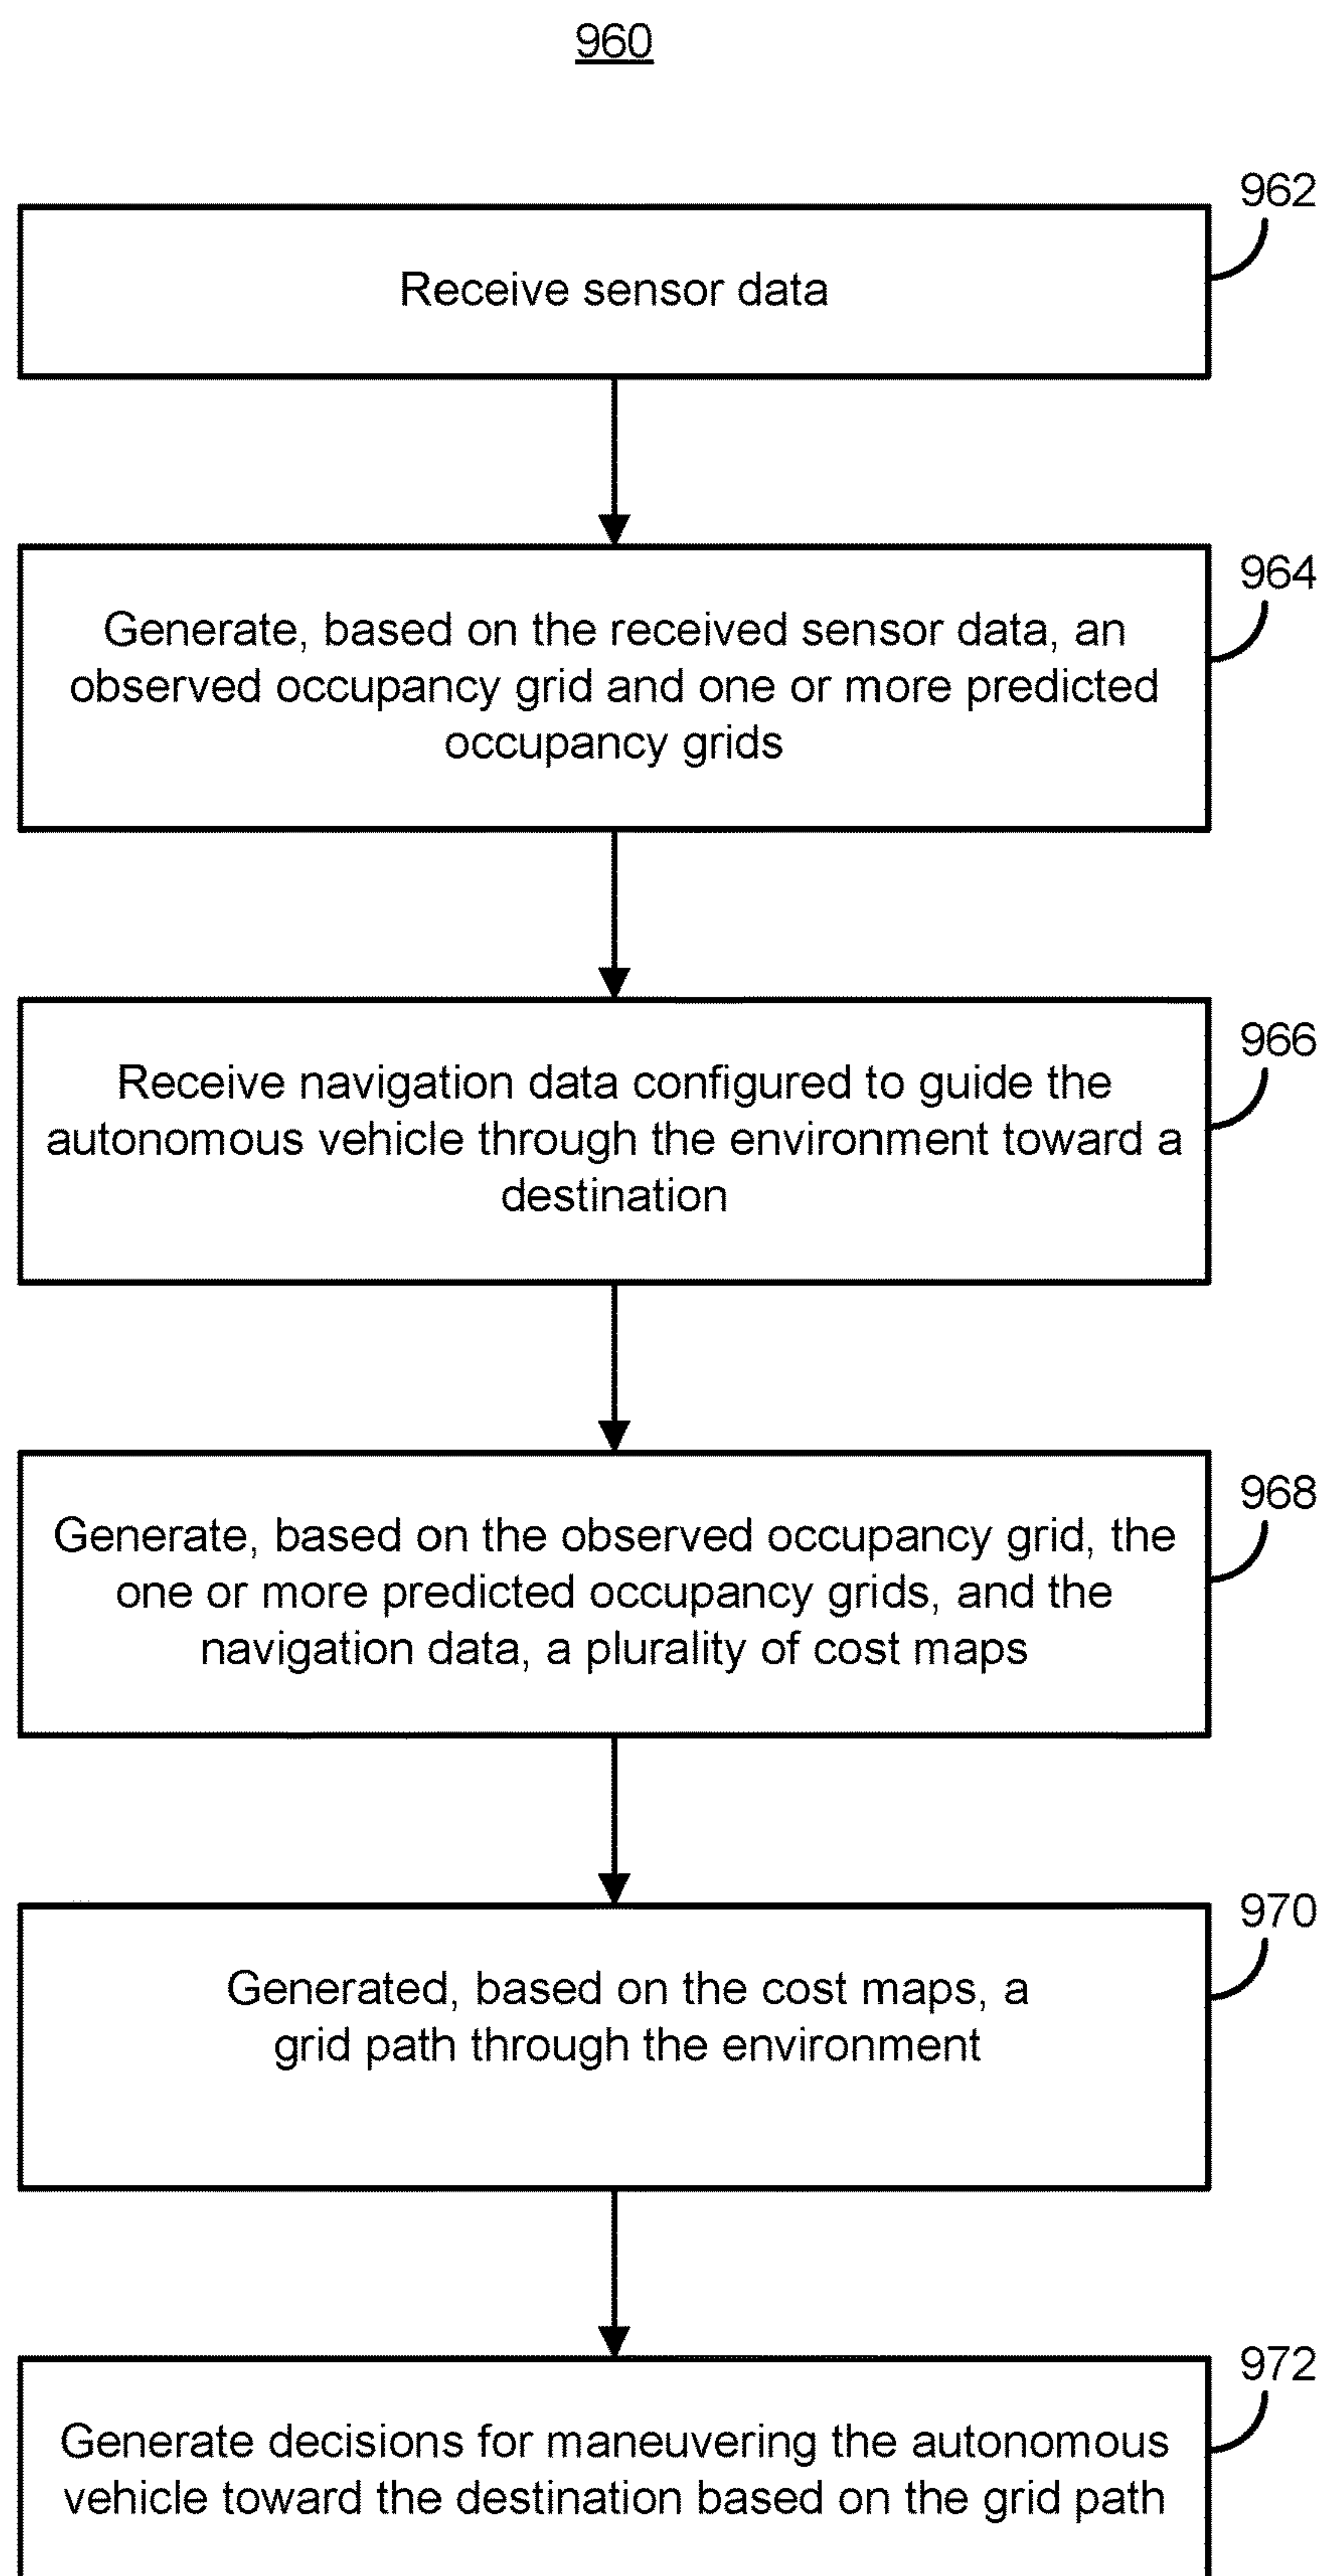 960
962
Receive sensor data
964
Generate, based on the received sensor data, an
observed occupancy grid and one or more predicted
occupancy grids
966
Receive navigation data configured to guide the
autonomous vehicle through the environment toward a
destination
968
Generate, based on the observed occupancy grid, the
one or more predicted occupancy grids, and the
navigation data, a plurality of cost maps
970
Generated, based on the cost maps, a
grid path through the environment
972
Generate decisions for maneuvering the autonomous
vehicle toward the destination based on the grid path